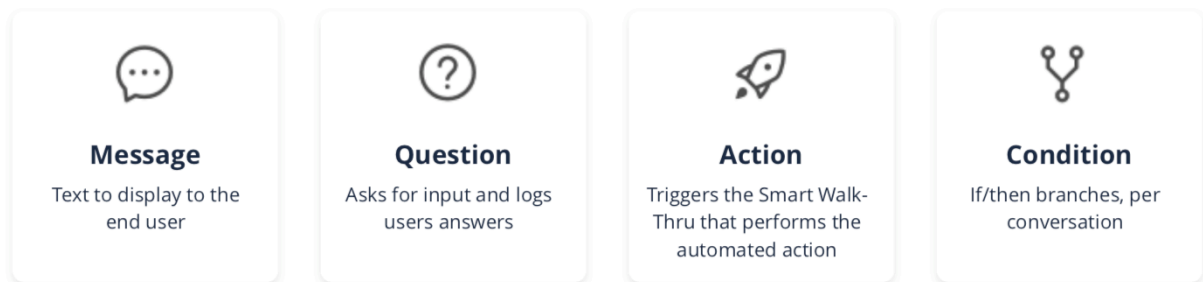 Message
Text to display to the
end user
Question
Asks for input and logs
users answers
Action
Triggers the Smart Walk-
Thru that performs the
automated action
Condition
If/then branches, per
conversation